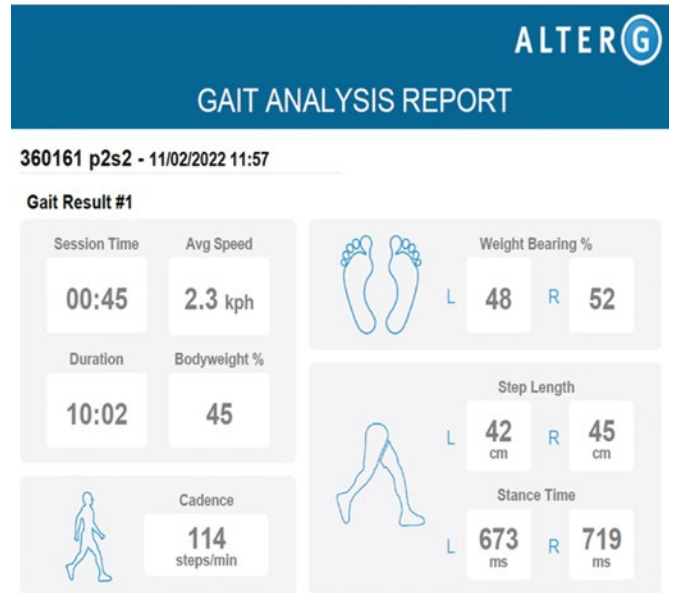 ALTERG
GAIT ANALYSIS REPORT
360161 p2s2 - 11/02/2022 11:57
Gait Result #1
Session Time Avg Speed
00:45 2.3 kph
Duration Bodyweight %
10:02 45
Cadence
114
steps/min
Weight Bearing %
L 48 R 52
Step Length
L 42 cm R 45 cm
Stance Time
L 673 ms R 719 ms